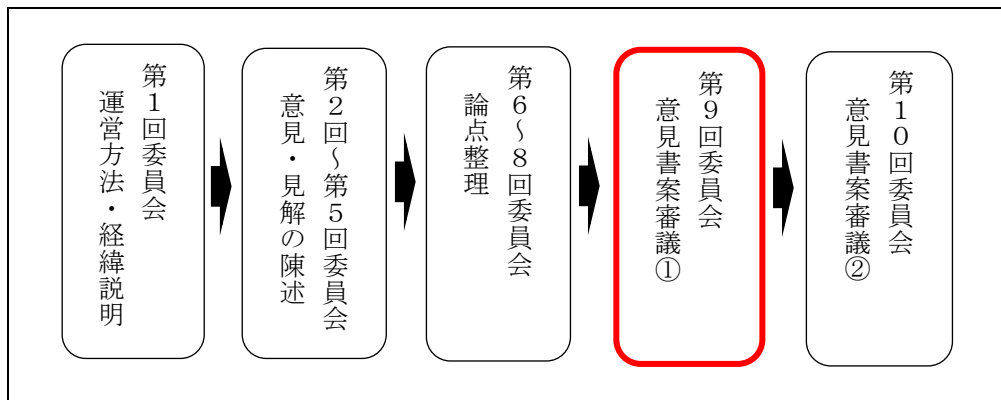 第１回委員会
運営方法・経緯説明
第２回～第５回委員会
意見・見解の陳述
第６～８回委員会
論点整理
第９回委員会
意見書案審議①
第１０回委員会
意見書案審議②